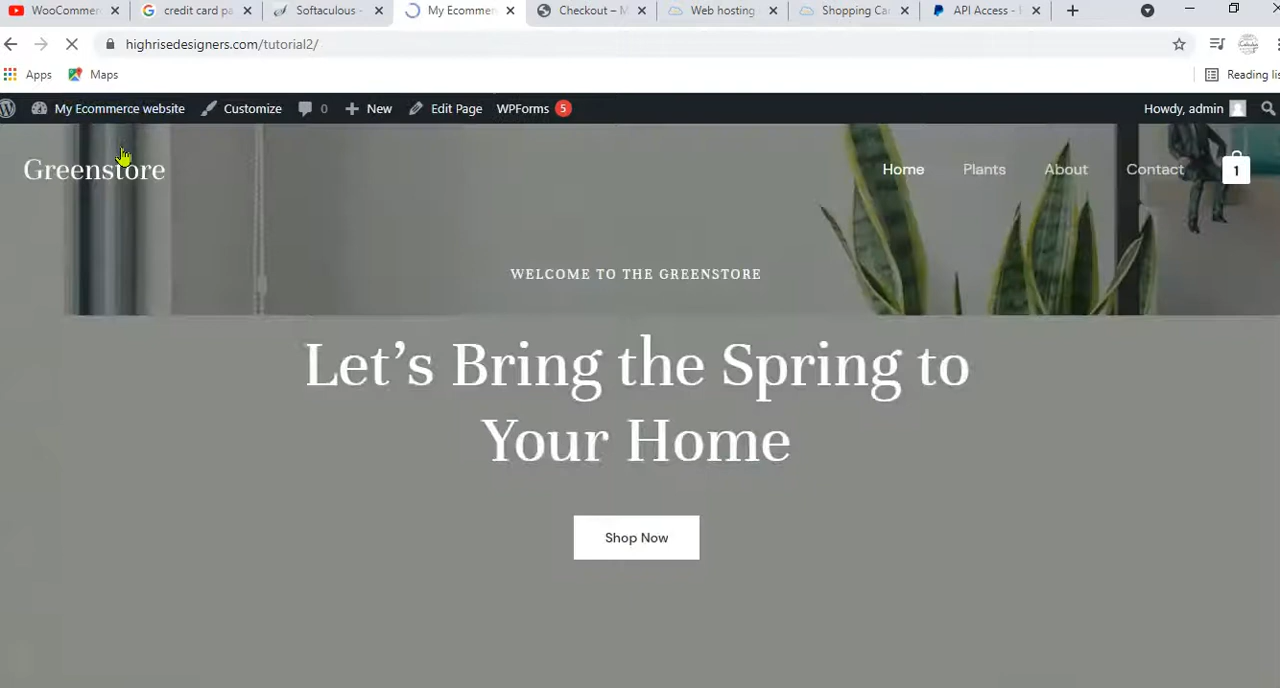 WooCommer
credit card pa
Softaculous -
My Ecommer
Checkout – M
Web hosting
Shopping Ca
API Access -
highrisedesigners.com/tutorial2/
Apps
Maps
Reading lis
My Ecommerce website
Customize
0
New
Edit Page
WPForms
5
Howdy, admin
Greenstore
Home
Plants
About
Contact
1
WELCOME TO THE GREENSTORE
Let’s Bring the Spring to
Your Home
Shop Now